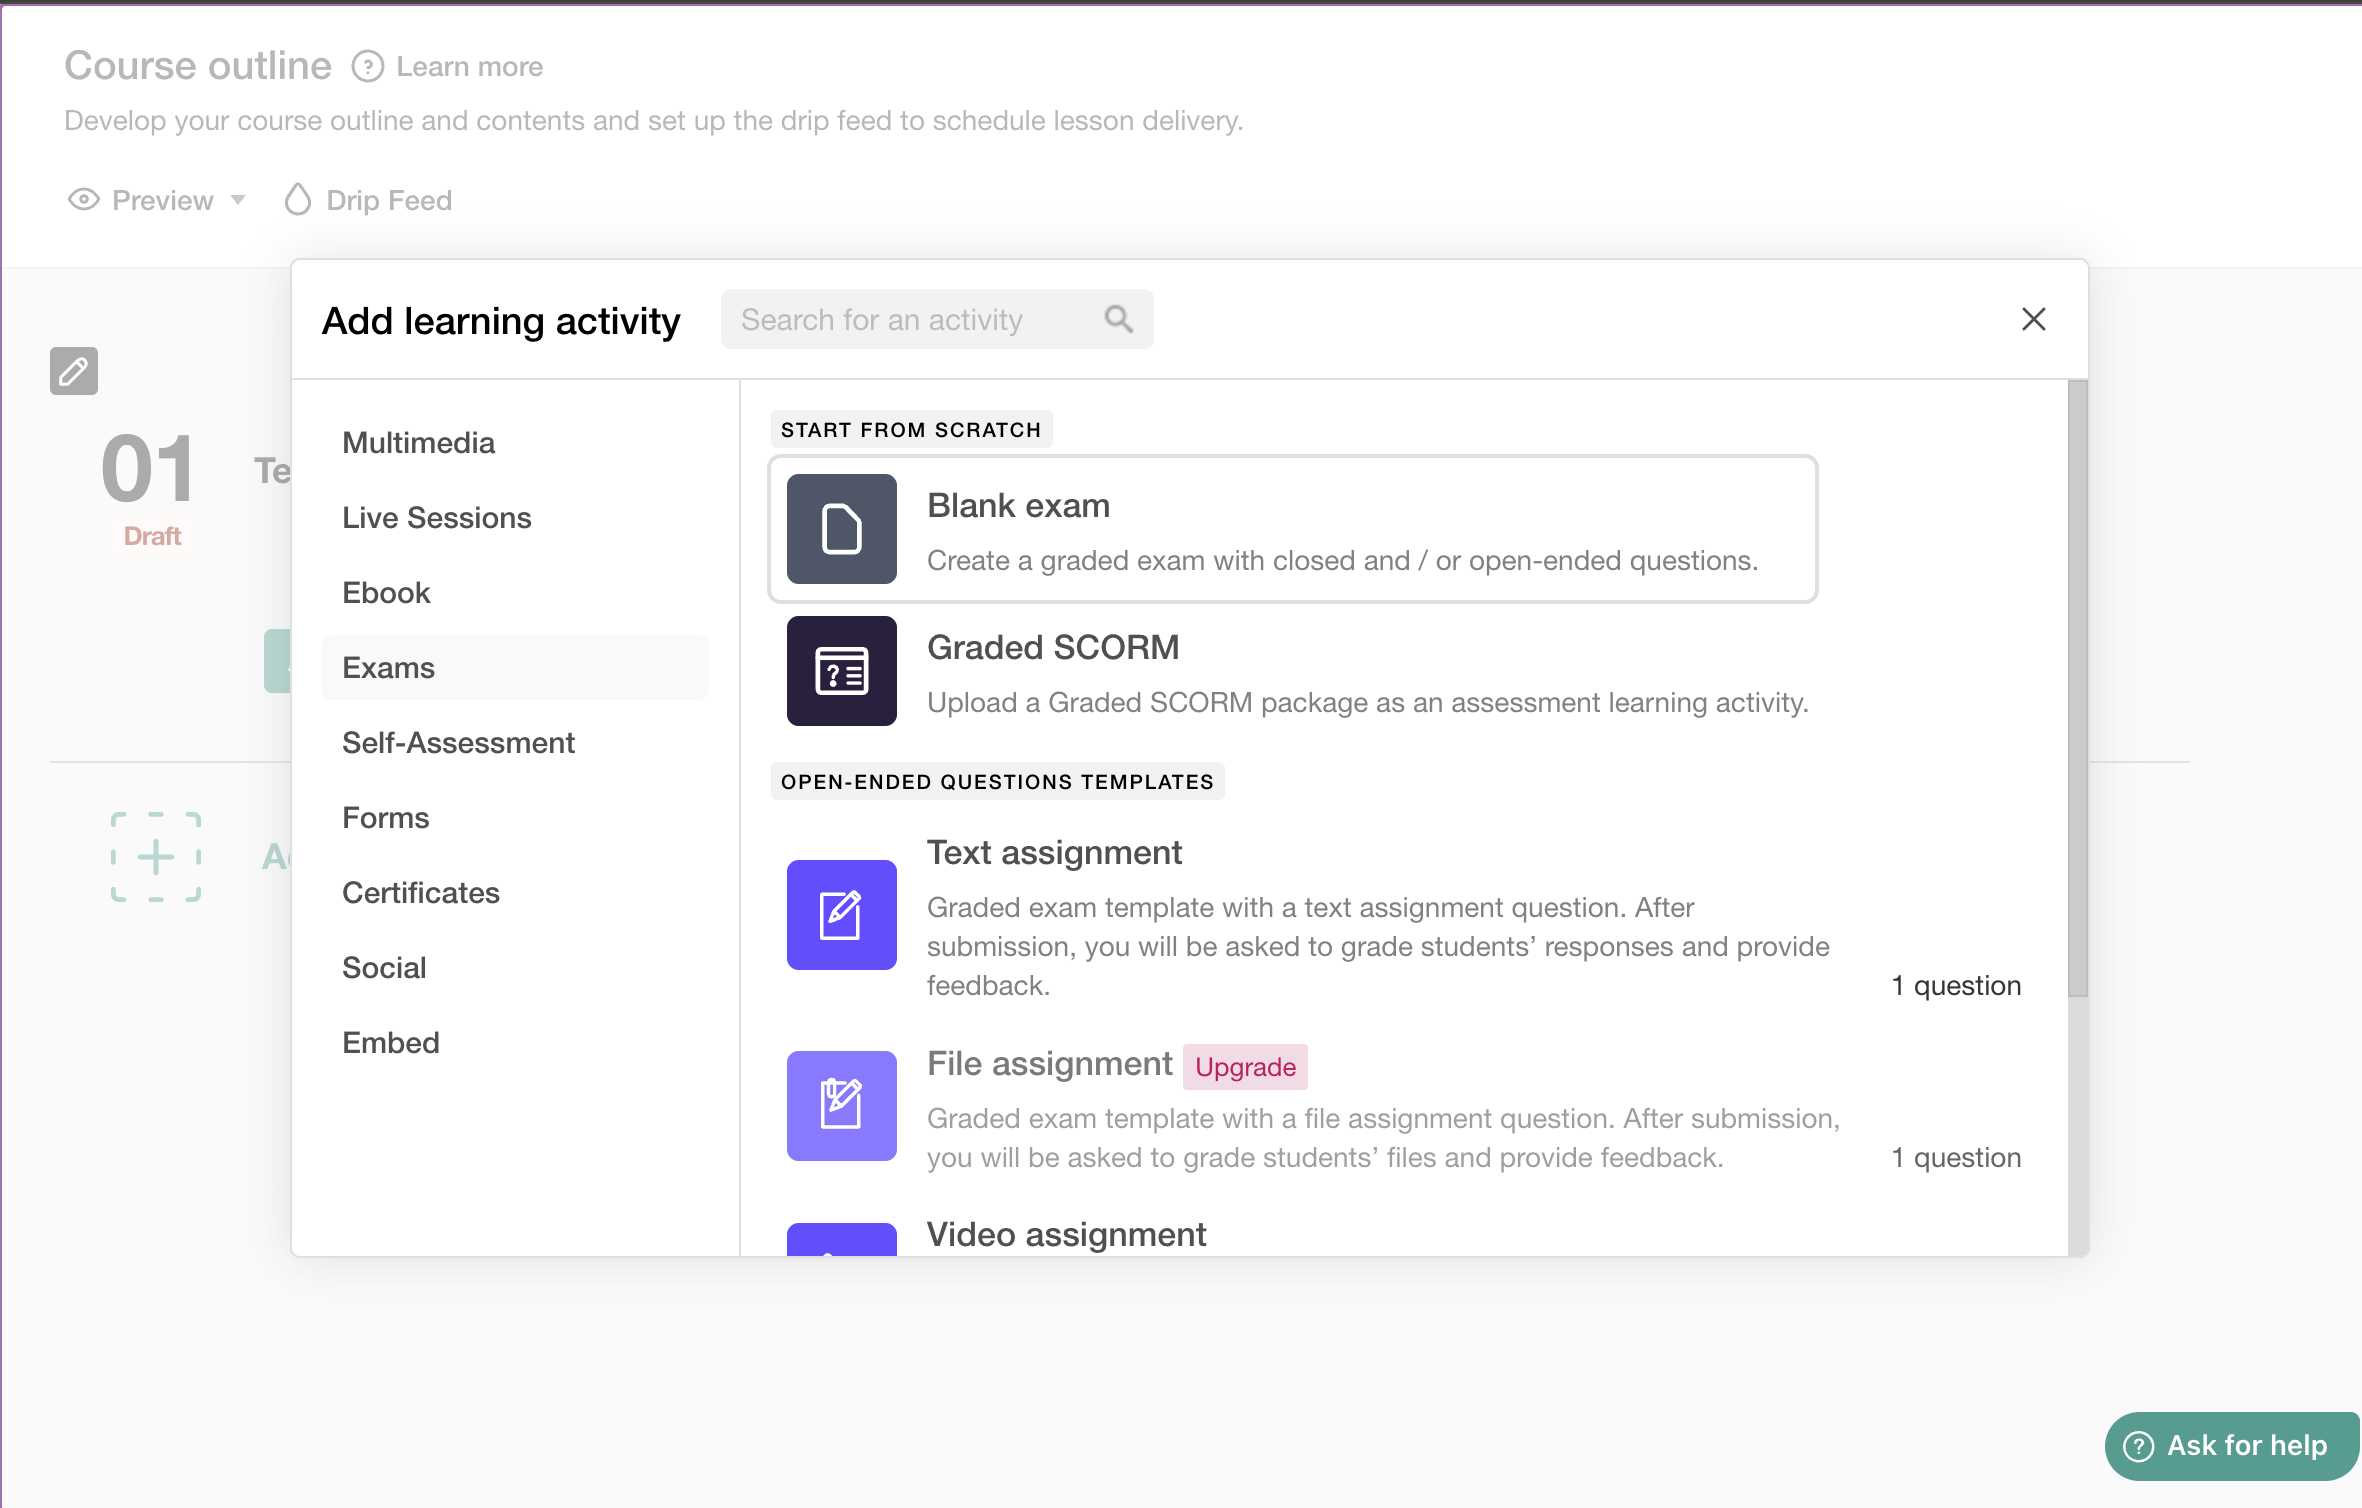 Course outline
Learn more
Develop your course outline and contents and set up the drip feed to schedule lesson delivery.
Preview
Drip Feed
Add learning activity
Search for an activity
01
Draft
Multimedia
Live Sessions
Ebook
Exams
Self-Assessment
Forms
Certificates
Social
Embed
START FROM SCRATCH
Blank exam
Create a graded exam with closed and / or open-ended questions.
Graded SCORM
Upload a Graded SCORM package as an assessment learning activity.
OPEN-ENDED QUESTIONS TEMPLATES
Text assignment
Graded exam template with a text assignment question. After
submission, you will be asked to grade students’ responses and provide
feedback.
1 question
File assignment
Upgrade
Graded exam template with a file assignment question. After submission,
you will be asked to grade students’ files and provide feedback.
1 question
Video assignment
Ask for help